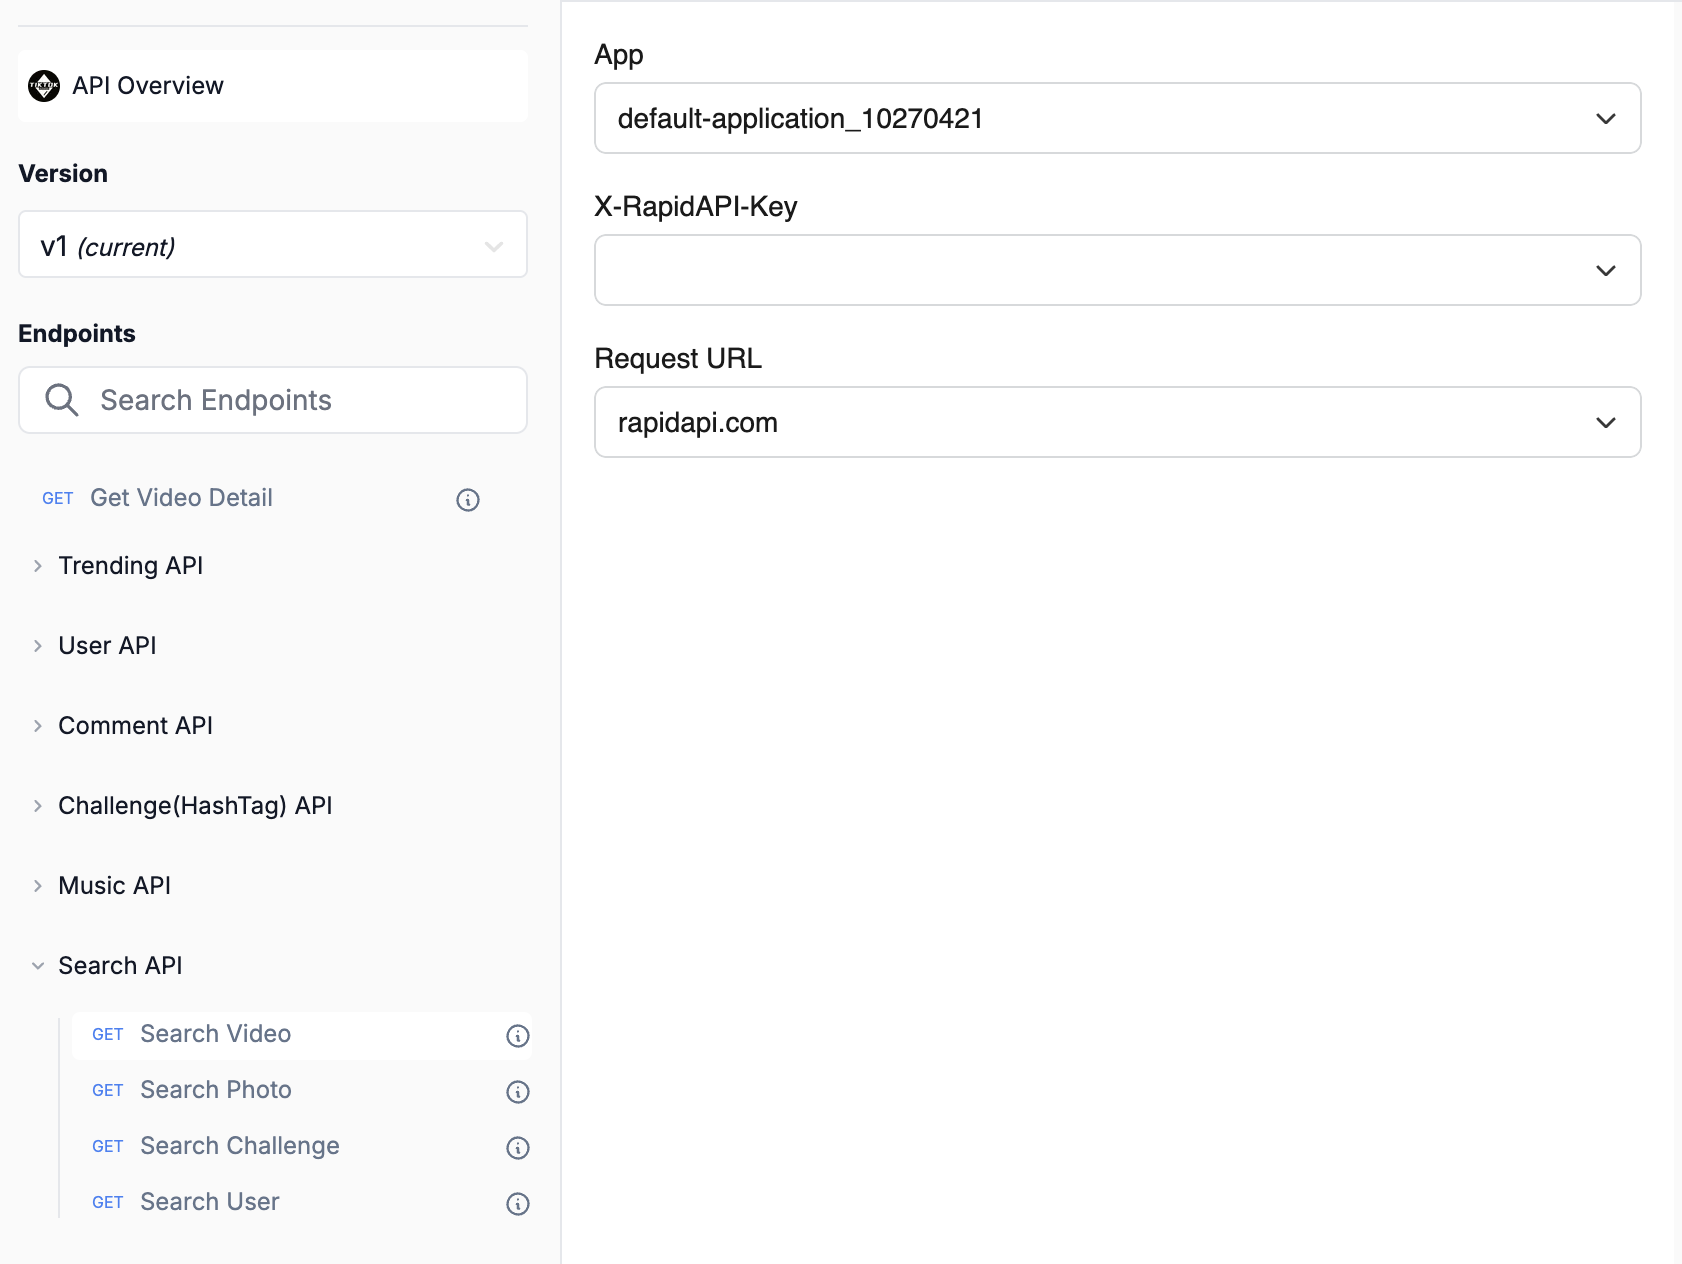 API Overview
Version
v1 (current)
Endpoints
Search Endpoints
GET Get Video Detail
Trending API
User API
Comment API
Challenge(HashTag) API
Music API
Search API
GET Search Video
GET Search Photo
GET Search Challenge
GET Search User
App
default-application_10270421
X-RapidAPI-Key
Request URL
rapidapi.com